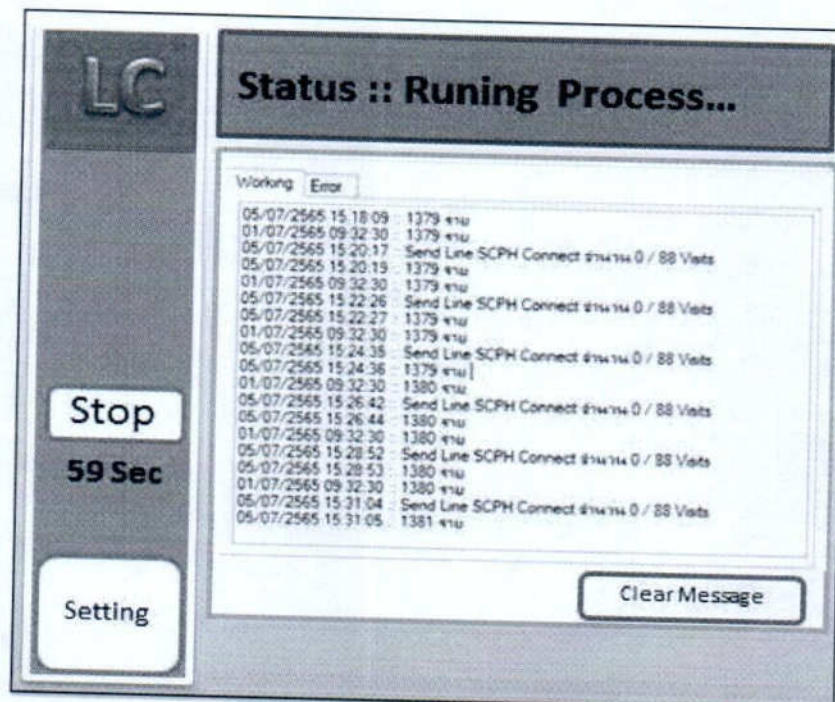 LC
Status :: Runing Process...
Working Error
05/07/2565 15:18:09 :: 1379 ราย
01/07/2565 09:32:30 :: 1379 ราย
05/07/2565 15:20:17 :: Send Line SCPH Connect จำนวน 0 / 88 Visits
05/07/2565 15:20:19 :: 1379 ราย
01/07/2565 09:32:30 :: 1379 ราย
05/07/2565 15:22:26 :: Send Line SCPH Connect จำนวน 0 / 88 Visits
05/07/2565 15:22:27 :: 1379 ราย
01/07/2565 09:32:30 :: 1379 ราย
05/07/2565 15:24:35 :: Send Line SCPH Connect จำนวน 0 / 88 Visits
05/07/2565 15:24:36 :: 1379 ราย
01/07/2565 09:32:30 :: 1380 ราย
05/07/2565 15:26:42 :: Send Line SCPH Connect จำนวน 0 / 88 Visits
05/07/2565 15:26:44 :: 1380 ราย
01/07/2565 09:32:30 :: 1380 ราย
05/07/2565 15:28:52 :: Send Line SCPH Connect จำนวน 0 / 88 Visits
05/07/2565 15:28:53 :: 1380 ราย
01/07/2565 09:32:30 :: 1380 ราย
05/07/2565 15:31:04 :: Send Line SCPH Connect จำนวน 0 / 88 Visits
05/07/2565 15:31:05 :: 1381 ราย
Stop
59 Sec
Setting
Clear Message